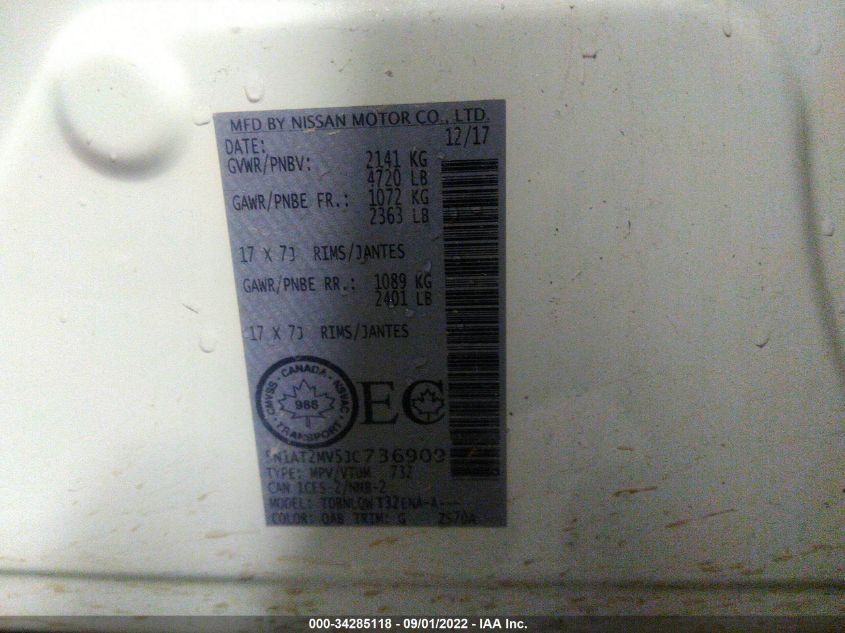 MFD BY NISSAN MOTOR CO., LTD.
DATE: 12/17
GVWR/PNBV: 2141 KG
4720 LB
GAWR/PNBE FR.: 1072 KG
2363 LB
17 X 7J RIMS/JANTES
GAWR/PNBE RR.: 1089 KG
2401 LB
17 X 7J RIMS/JANTES
CMVSS · CANADA · NSVAC · TRANSPORT
988
EC
5N1AT2MV5JC736903
TYPE: MPV/VTUM 732
CAN ICES-2/NMB-2
MODEL:
COLOR: QAB TRIM: G
000-34285118 - 09/01/2022 - IAA Inc.